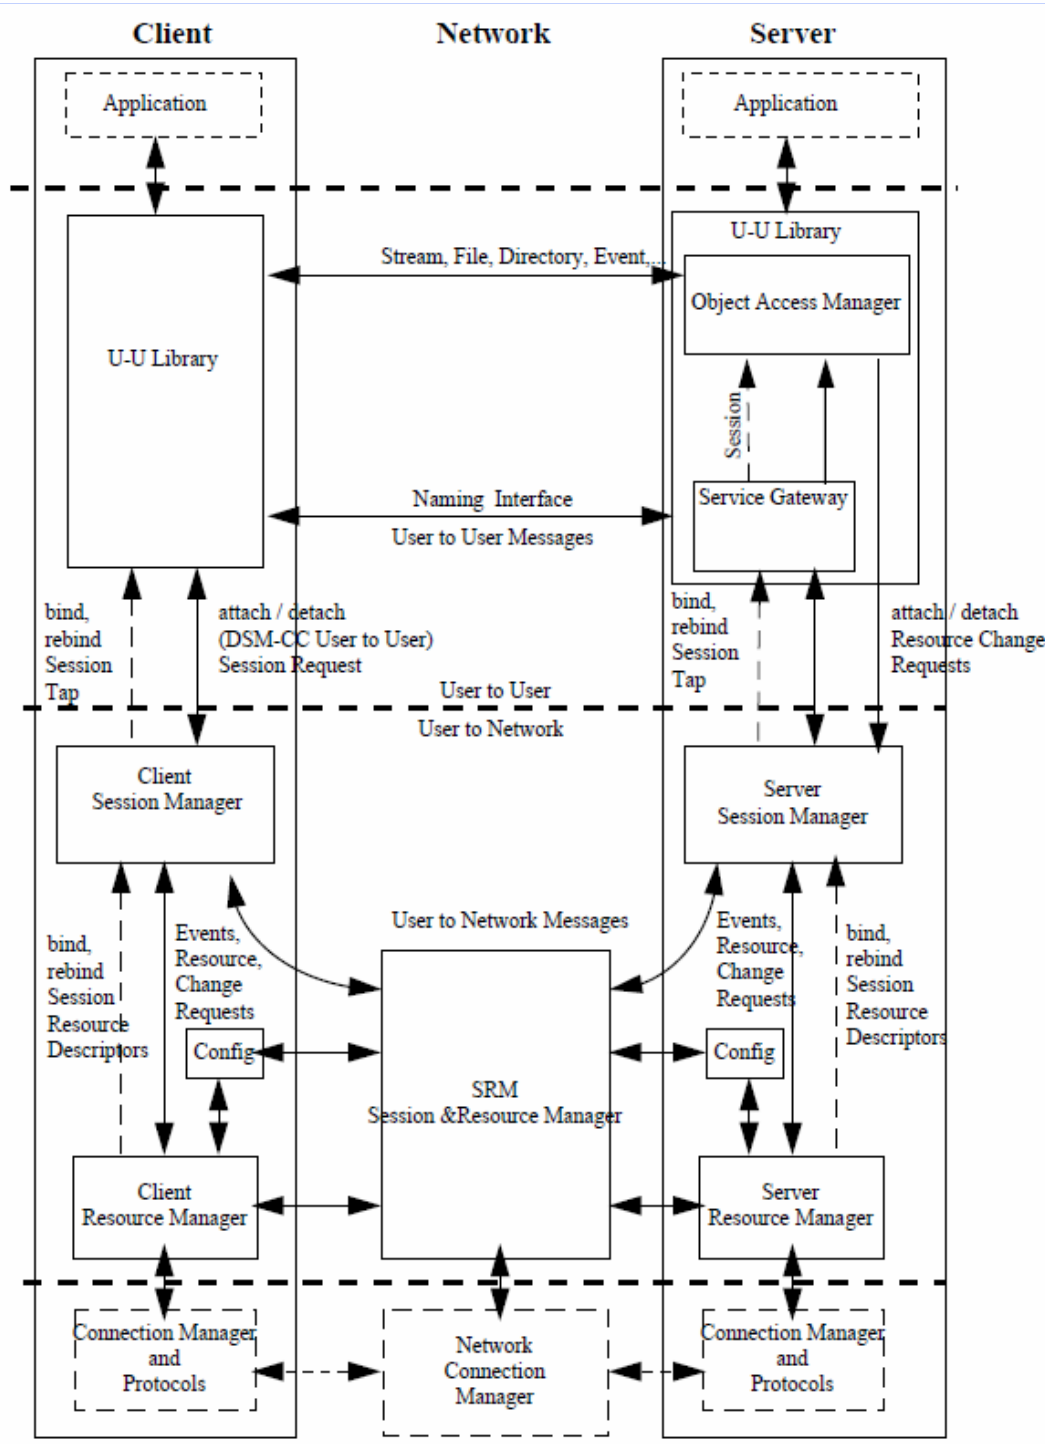 Client
Network
Server
Application
Application
U-U Library
Stream, File, Directory, Event,...
Object Access Manager
U-U Library
Session
Naming Interface
Service Gateway
User to User Messages
bind,
rebind
Session
Tap
attach / detach
(DSM-CC User to User)
Session Request
bind,
rebind
Session
Tap
attach / detach
Resource Change
Requests
User to User
User to Network
Client
Session Manager
Server
Session Manager
User to Network Messages
bind,
rebind
Session
Resource
Descriptors
Events,
Resource,
Change
Requests
Events,
Resource,
Change
Requests
bind,
rebind
Session
Resource
Descriptors
Config
Config
SRM
Session &Resource Manager
Client
Resource Manager
Server
Resource Manager
Connection Manager
and
Protocols
Network
Connection
Manager
Connection Manager
and
Protocols